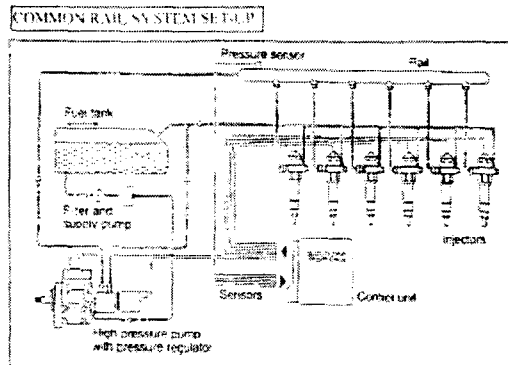 COMMON RAIL SYSTEM SET-UP
Pressure sensor
Rail
Fuel tank
Filter and
supply pump
Injectors
Sensors
Control unit
High pressure pump
with pressure regulator